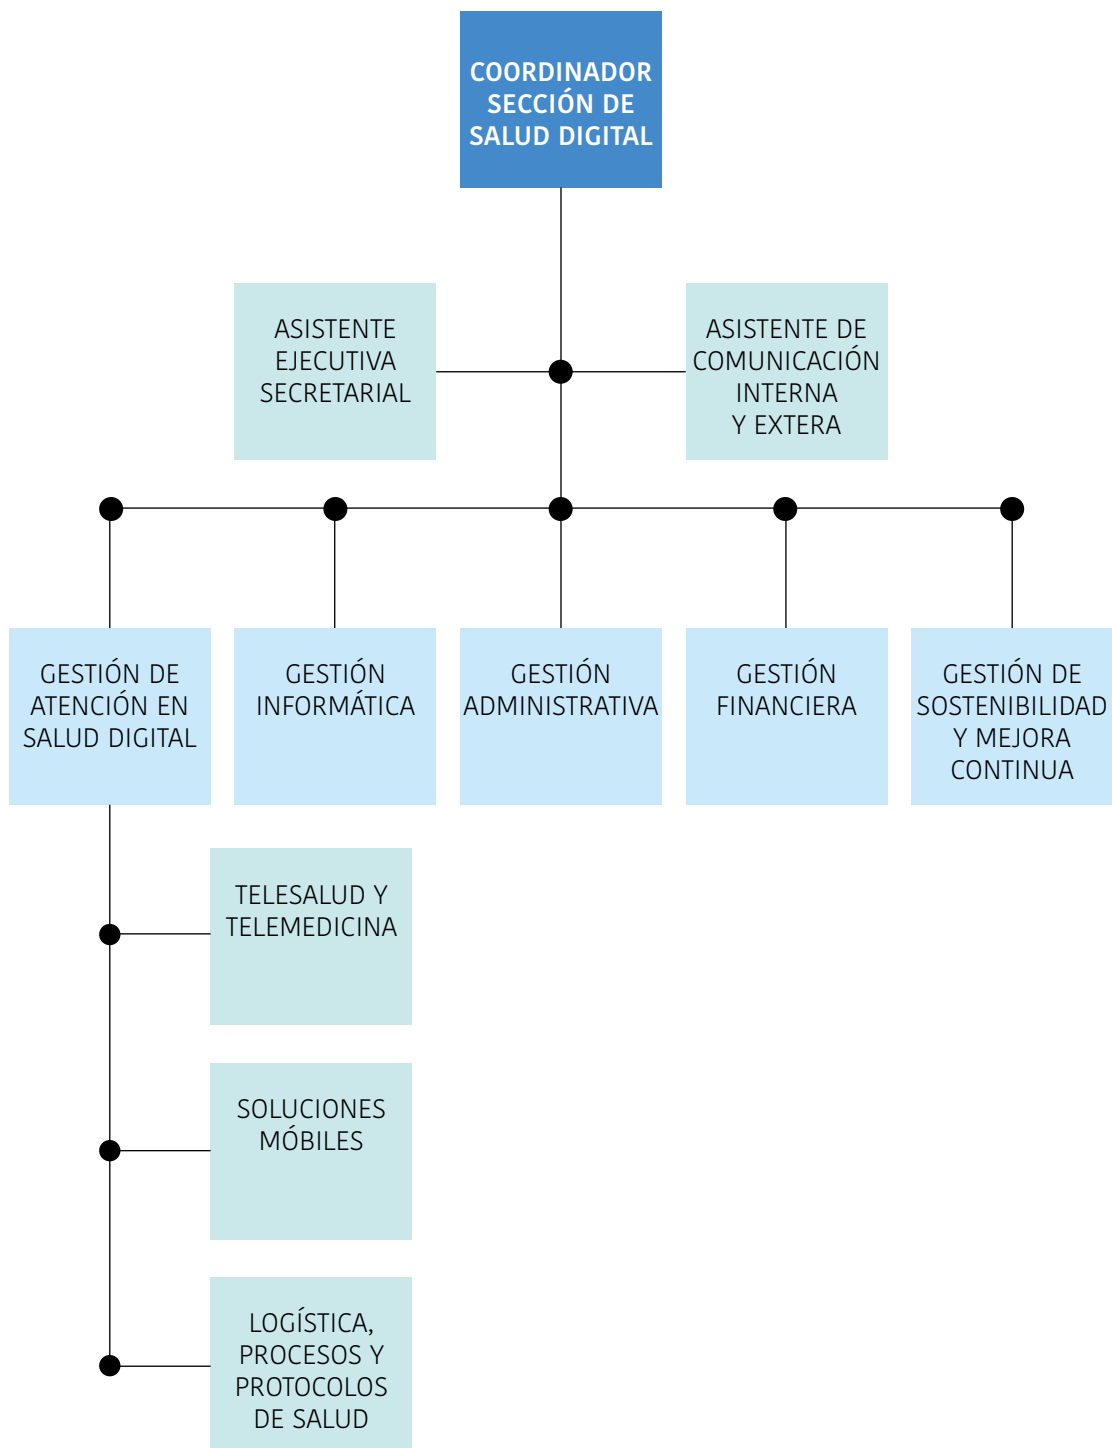 COORDINADOR
SECCIÓN DE
SALUD DIGITAL
ASISTENTE
EJECUTIVA
SECRETARIAL
ASISTENTE DE
COMUNICACIÓN
INTERNA
Y EXTERA
GESTIÓN DE
ATENCIÓN EN
SALUD DIGITAL
GESTIÓN
INFORMÁTICA
GESTIÓN
ADMINISTRATIVA
GESTIÓN
FINANCIERA
GESTIÓN DE
SOSTENIBILIDAD
Y MEJORA
CONTINUA
TELESALUD Y
TELEMEDICINA
SOLUCIONES
MÓBILES
LOGÍSTICA,
PROCESOS Y
PROTOCOLOS
DE SALUD